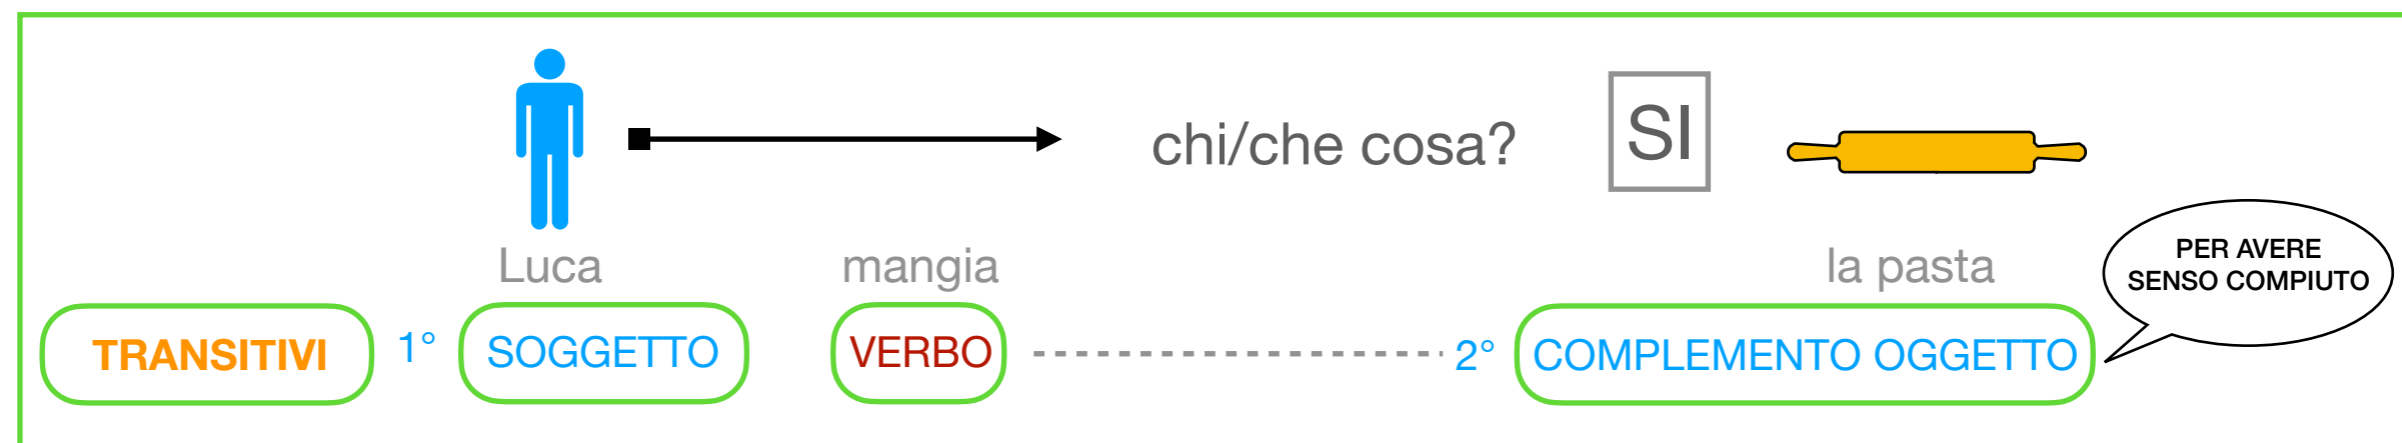 chi/che cosa? SI
Luca mangia la pasta
PER AVERE
SENSO COMPIUTO
TRANSITIVI 1° SOGGETTO VERBO 2° COMPLEMENTO OGGETTO